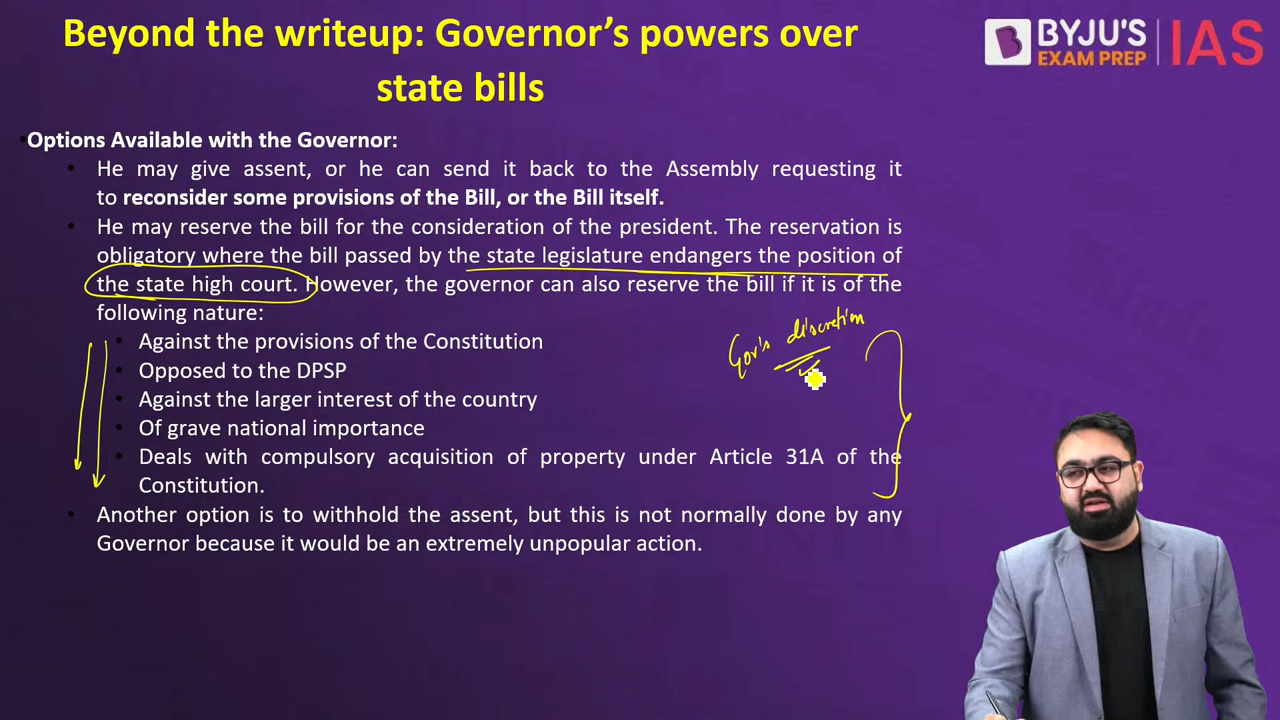 Beyond the writeup: Governor's powers over
state bills
BYJU'S
EXAM PREP
IAS
•Options Available with the Governor:
• He may give assent, or he can send it back to the Assembly requesting it
to reconsider some provisions of the Bill, or the Bill itself.
• He may reserve the bill for the consideration of the president. The reservation is
obligatory where the bill passed by the state legislature endangers the position of
the state high court. However, the governor can also reserve the bill if it is of the
following nature:
Gov's discretion
• Against the provisions of the Constitution
• Opposed to the DPSP
• Against the larger interest of the country
• Of grave national importance
• Deals with compulsory acquisition of property under Article 31A of the
Constitution.
• Another option is to withhold the assent, but this is not normally done by any
Governor because it would be an extremely unpopular action.